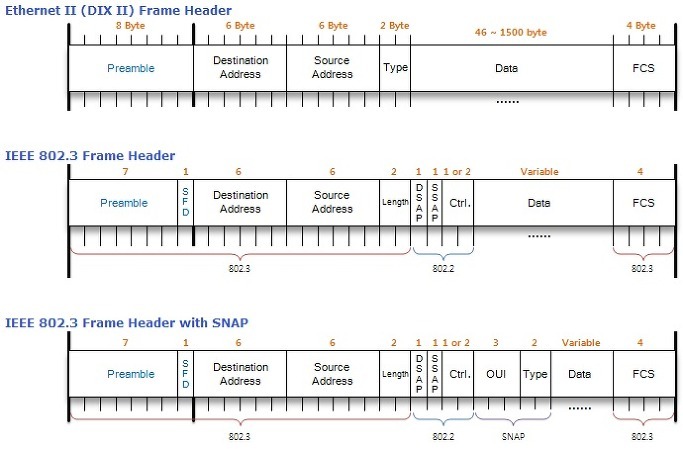 Ethernet II (DIX II) Frame Header
8 Byte 6 Byte 6 Byte 2 Byte 46 ~ 1500 byte 4 Byte
Preamble Destination Address Source Address Type Data FCS
......
IEEE 802.3 Frame Header
7 1 6 6 2 1 1 1 or 2 Variable 4
Preamble SFD Destination Address Source Address Length DSAP SSAP Ctrl. Data FCS
......
802.3 802.2 802.3
IEEE 802.3 Frame Header with SNAP
7 1 6 6 2 1 1 1 or 2 3 2 Variable 4
Preamble SFD Destination Address Source Address Length DSAP SSAP Ctrl. OUI Type Data FCS
......
802.3 802.2 SNAP 802.3